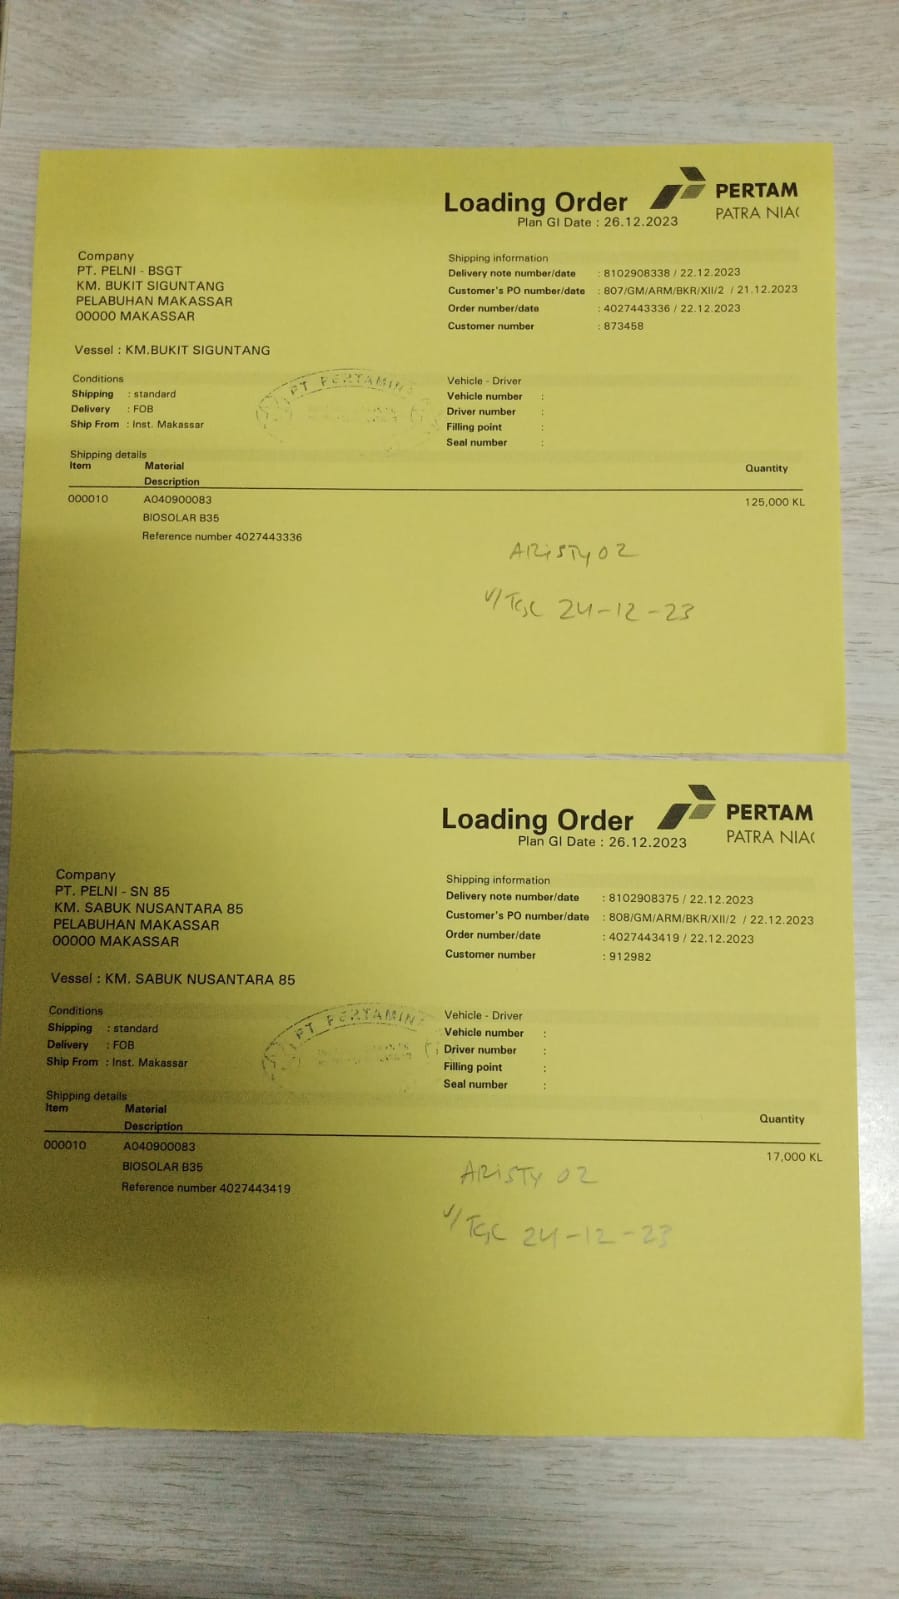 Loading Order
PERTAM
PATRA NIA
Plan GI Date : 26.12.2023
Company
PT. PELNI - BSGT
KM. BUKIT SIGUNTANG
PELABUHAN MAKASSAR
00000 MAKASSAR
Shipping information
Delivery note number/date : 8102908338 / 22.12.2023
Customer's PO number/date : 807/GM/ARM/BKR/XII/2 / 21.12.2023
Order number/date : 4027443336 / 22.12.2023
Customer number : 873458
Vessel : KM.BUKIT SIGUNTANG
Conditions
Shipping : standard
Delivery : FOB
Ship From : Inst. Makassar
PT PERTAMIN
Vehicle - Driver
Vehicle number :
Driver number :
Filling point :
Seal number :
Shipping details
Item Material Quantity
Description
000010 A040900083 125,000 KL
BIOSOLAR B35
Reference number 4027443336
ARISTY 02
V/TGL 24-12-23
Loading Order
PERTAM
PATRA NIA
Plan GI Date : 26.12.2023
Company
PT. PELNI - SN 85
KM. SABUK NUSANTARA 85
PELABUHAN MAKASSAR
00000 MAKASSAR
Shipping information
Delivery note number/date : 8102908375 / 22.12.2023
Customer's PO number/date : 808/GM/ARM/BKR/XII/2 / 22.12.2023
Order number/date : 4027443419 / 22.12.2023
Customer number : 912982
Vessel : KM. SABUK NUSANTARA 85
Conditions
Shipping : standard
Delivery : FOB
Ship From : Inst. Makassar
PT PERTAMIN
Vehicle - Driver
Vehicle number :
Driver number :
Filling point :
Seal number :
Shipping details
Item Material Quantity
Description
000010 A040900083 17,000 KL
BIOSOLAR B35
Reference number 4027443419
ARISTY 02
V/TGL 24-12-23